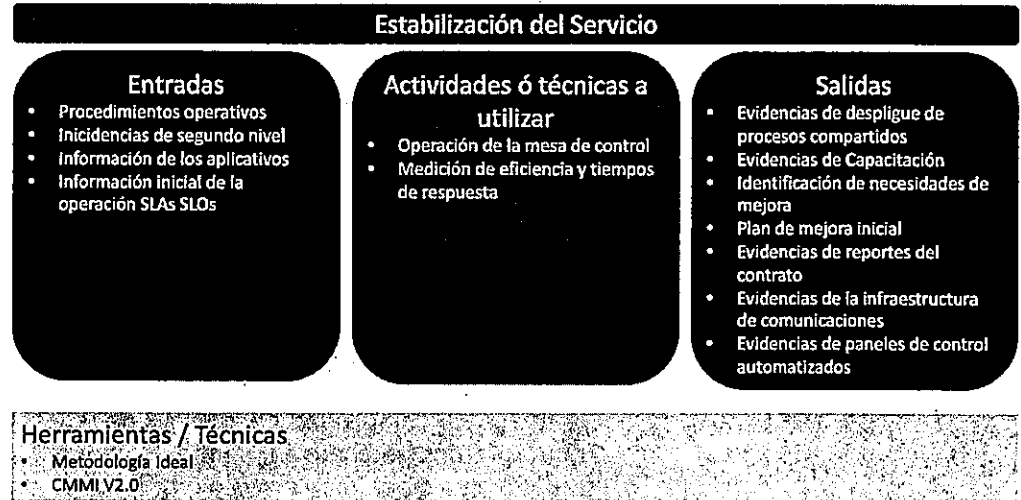 Estabilización del Servicio
Entradas
• Procedimientos operativos
• Inicidencias de segundo nivel
• Información de los aplicativos
• Información inicial de la
operación SLAs SLOs
Actividades ó técnicas a
utilizar
• Operación de la mesa de control
• Medición de eficiencia y tiempos
de respuesta
Salidas
• Evidencias de despligue de
procesos compartidos
• Evidencias de Capacitación
• Identificación de necesidades de
mejora
• Plan de mejora inicial
• Evidencias de reportes del
contrato
• Evidencias de la infraestructura
de comunicaciones
• Evidencias de paneles de control
automatizados
Herramientas / Técnicas
• Metodología Ideal
• CMMI V2.0